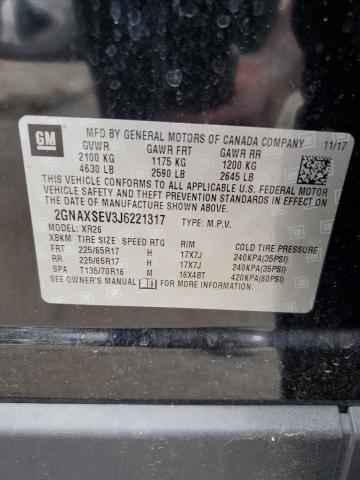 GM
MFD BY GENERAL MOTORS OF CANADA COMPANY
GVWR GAWR FRT GAWR RR 11/17
2100 KG 1175 KG 1200 KG
4630 LB 2590 LB 2645 LB
THIS VEHICLE CONFORMS TO ALL APPLICABLE U.S. FEDERAL MOTOR
VEHICLE SAFETY AND THEFT PREVENTION STANDARDS IN EFFECT ON
THE DATE OF MANUFACTURE SHOWN ABOVE.
2GNAXSEV3J6221317 TYPE: M.P.V.
MODEL: XR26
XBKM TIRE SIZE SPEED RTG RIM
FRT 225/65R17 H 17X7J 240KPA(35PSI)
RR 225/65R17 H 17X7J 240KPA(35PSI)
SPA T135/70R16 M 16X4BT 420KPA(60PSI)
SEE OWNER'S MANUAL FOR MORE INFORMATION.